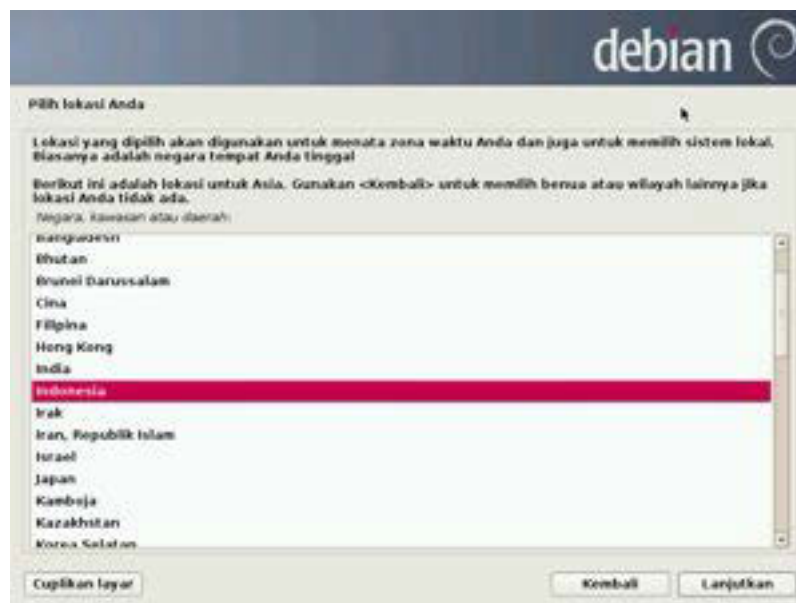 debian
Pilih lokasi Anda
Lokasi yang dipilih akan digunakan untuk menata zona waktu Anda dan juga untuk memilih sistem lokal.
Biasanya adalah negara tempat Anda tinggal
Berikut ini adalah lokasi untuk Asia. Gunakan <Kembali> untuk memilih benua atau wilayah lainnya jika
lokasi Anda tidak ada.
Negara, kawasan atau daerah:
Bangladesh
Bhutan
Brunei Darussalam
Cina
Filipina
Hong Kong
India
Indonesia
Irak
Iran, Republik Islam
Israel
Japan
Kamboja
Kazakhstan
Korea Selatan
Cuplikan layar
Kembali
Lanjutkan